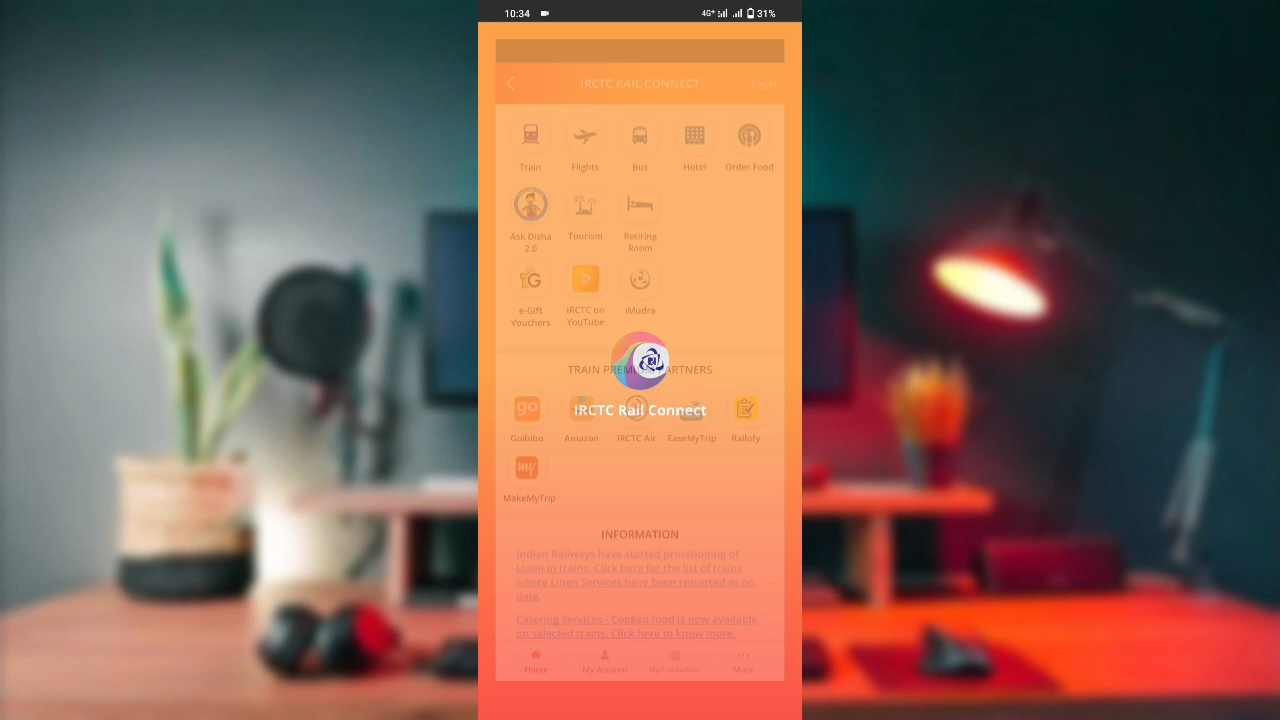 10:34
4G+
31%
IRCTC RAIL CONNECT
Login
Train
Flights
Bus
Hotel
Order Food
Ask Disha
2.0
Tourism
Retiring
Room
e-Gift
Vouchers
IRCTC on
YouTube
iMudra
TRAIN PREMIUM PARTNERS
IRCTC Rail Connect
go
Goibibo
Amazon
IRCTC Air
EaseMyTrip
Railofy
my
MakeMyTrip
INFORMATION
Indian Railways have started provisioning of
Linen in trains. Click here for the list of trains
where Linen Services have been restarted as on
date.
Catering Services - Cooked food is now available
on selected trains. Click here to know more.
Home
My Account
My Transaction
More